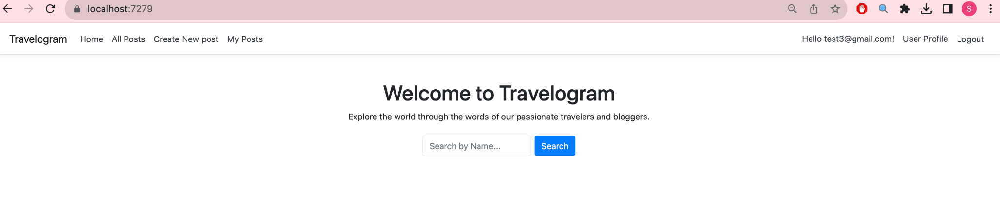 localhost:7279
S
Travelogram Home All Posts Create New post My Posts Hello test3@gmail.com! User Profile Logout
Welcome to Travelogram
Explore the world through the words of our passionate travelers and bloggers.
Search by Name... Search